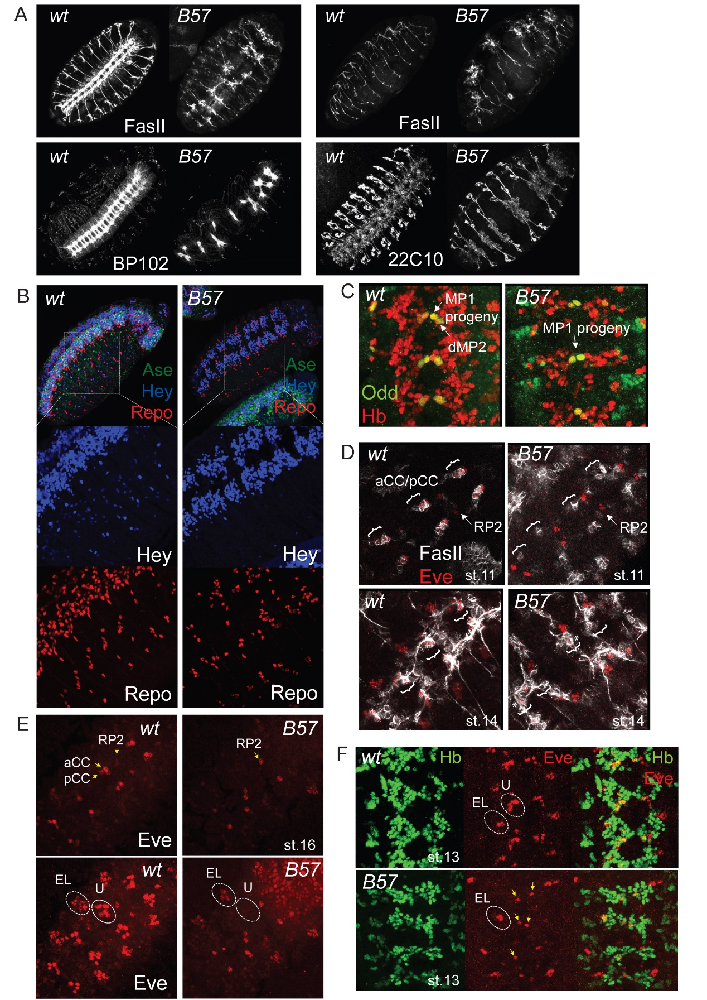 A
wt
B57
FasII
wt
B57
FasII
wt
B57
BP102
wt
B57
22C10
B
wt
Ase
Hey
Repo
B57
Ase
Hey
Repo
Hey
Hey
Repo
Repo
C
wt
MP1
progeny
dMP2
Odd
Hb
B57
MP1 progeny
D
wt
aCC/pCC
{
{
{
RP2
FasII
Eve
st.11
B57
{
{
{
{
RP2
st.11
wt
}
}
}
st.14
B57
}
*
}
}
*
}
st.14
E
wt
RP2
aCC
pCC
Eve
B57
RP2
st.16
wt
EL
U
Eve
B57
EL
U
F
wt
Hb
st.13
Eve
U
EL
Hb
Eve
B57
st.13
EL